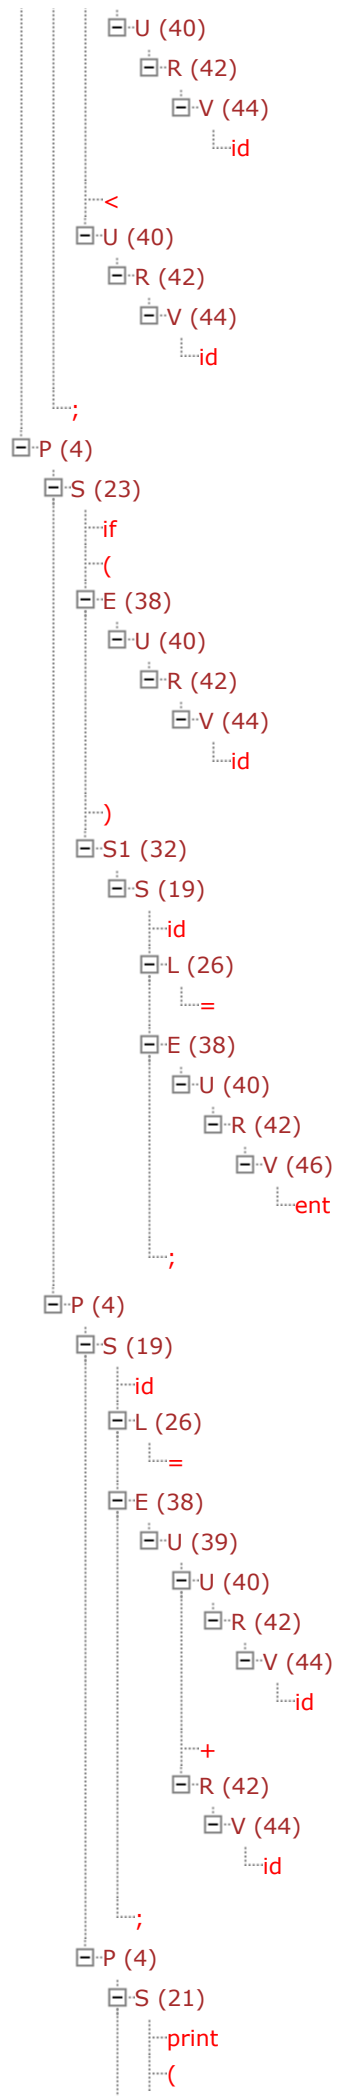 U (40)
R (42)
V (44)
id
<
U (40)
R (42)
V (44)
id
;
P (4)
S (23)
if
(
E (38)
U (40)
R (42)
V (44)
id
)
S1 (32)
S (19)
id
L (26)
=
E (38)
U (40)
R (42)
V (46)
ent
;
P (4)
S (19)
id
L (26)
=
E (38)
U (39)
U (40)
R (42)
V (44)
id
+
R (42)
V (44)
id
;
P (4)
S (21)
print
(